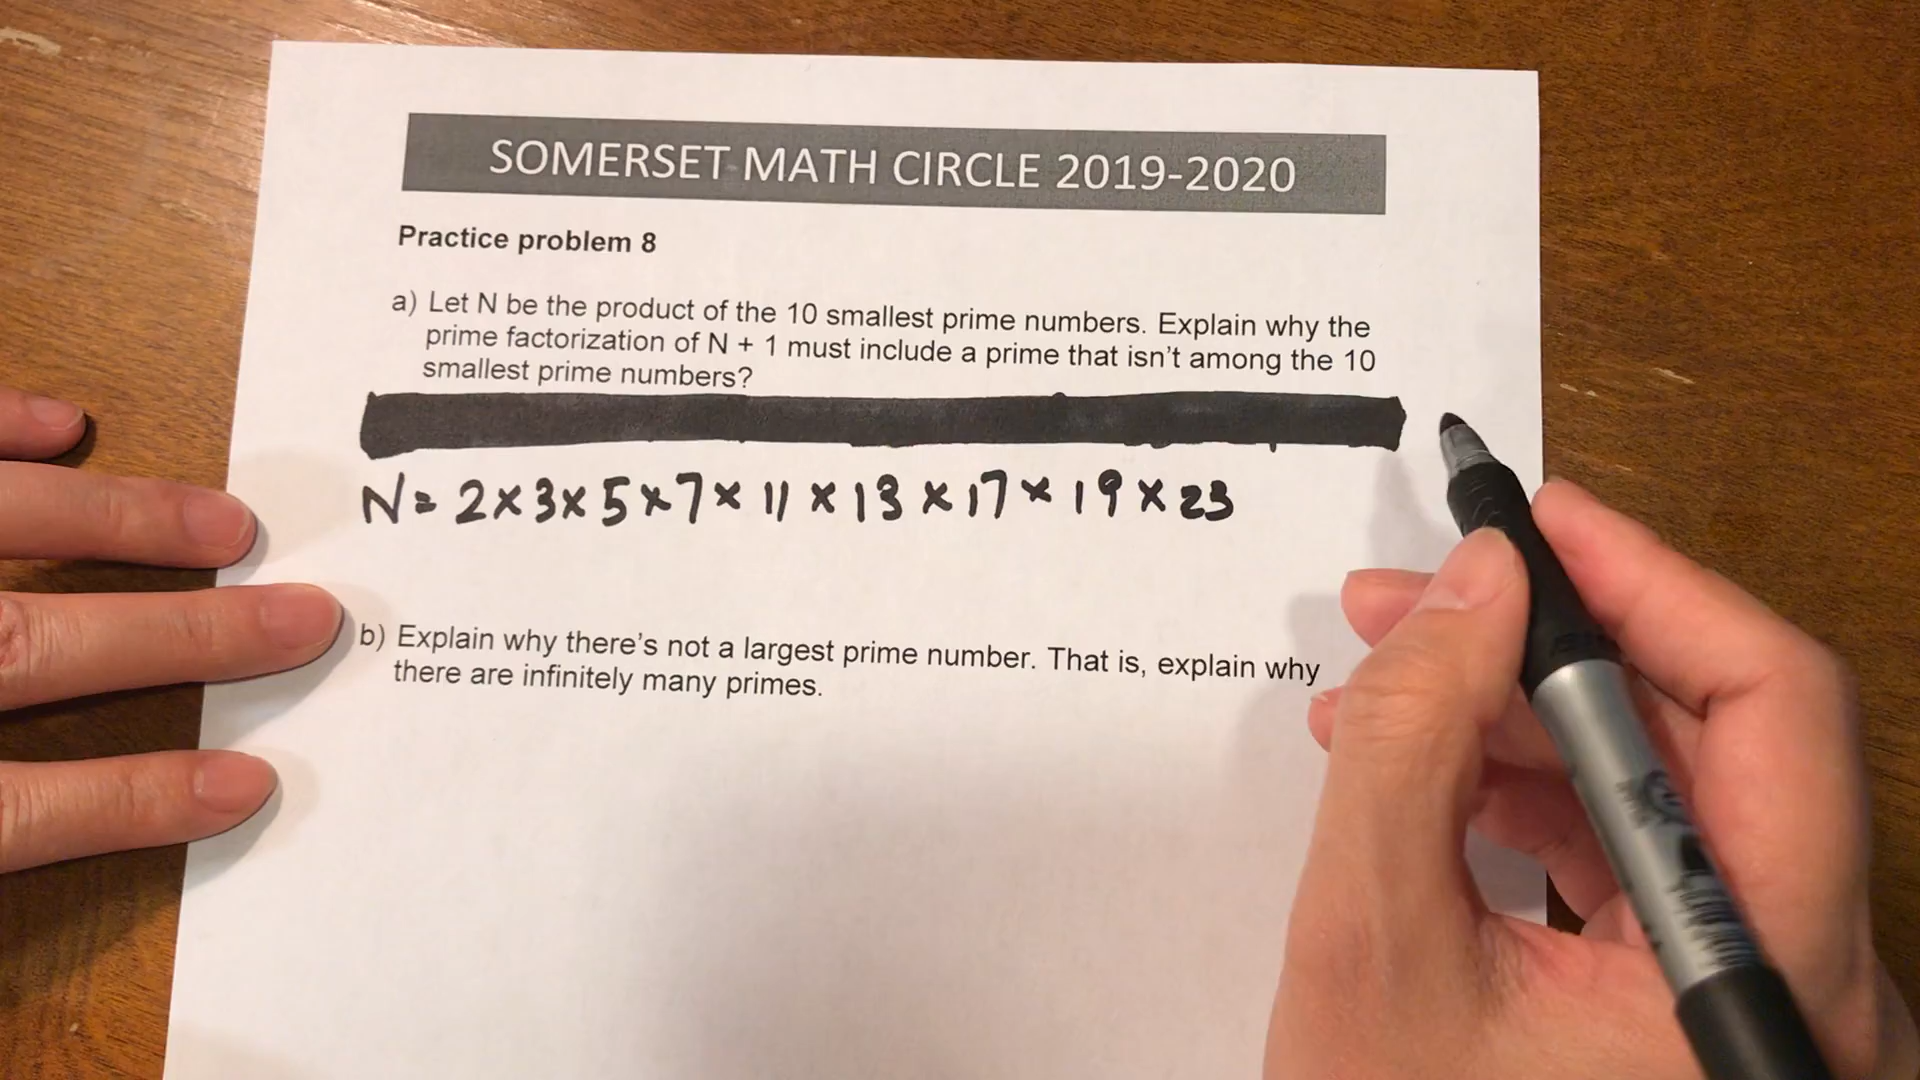 SOMERSET MATH CIRCLE 2019-2020
Practice problem 8
a) Let N be the product of the 10 smallest prime numbers. Explain why the
prime factorization of N + 1 must include a prime that isn't among the 10
smallest prime numbers?
N = 2 × 3 × 5 × 7 × 11 × 13 × 17 × 19 × 23
b) Explain why there's not a largest prime number. That is, explain why
there are infinitely many primes.